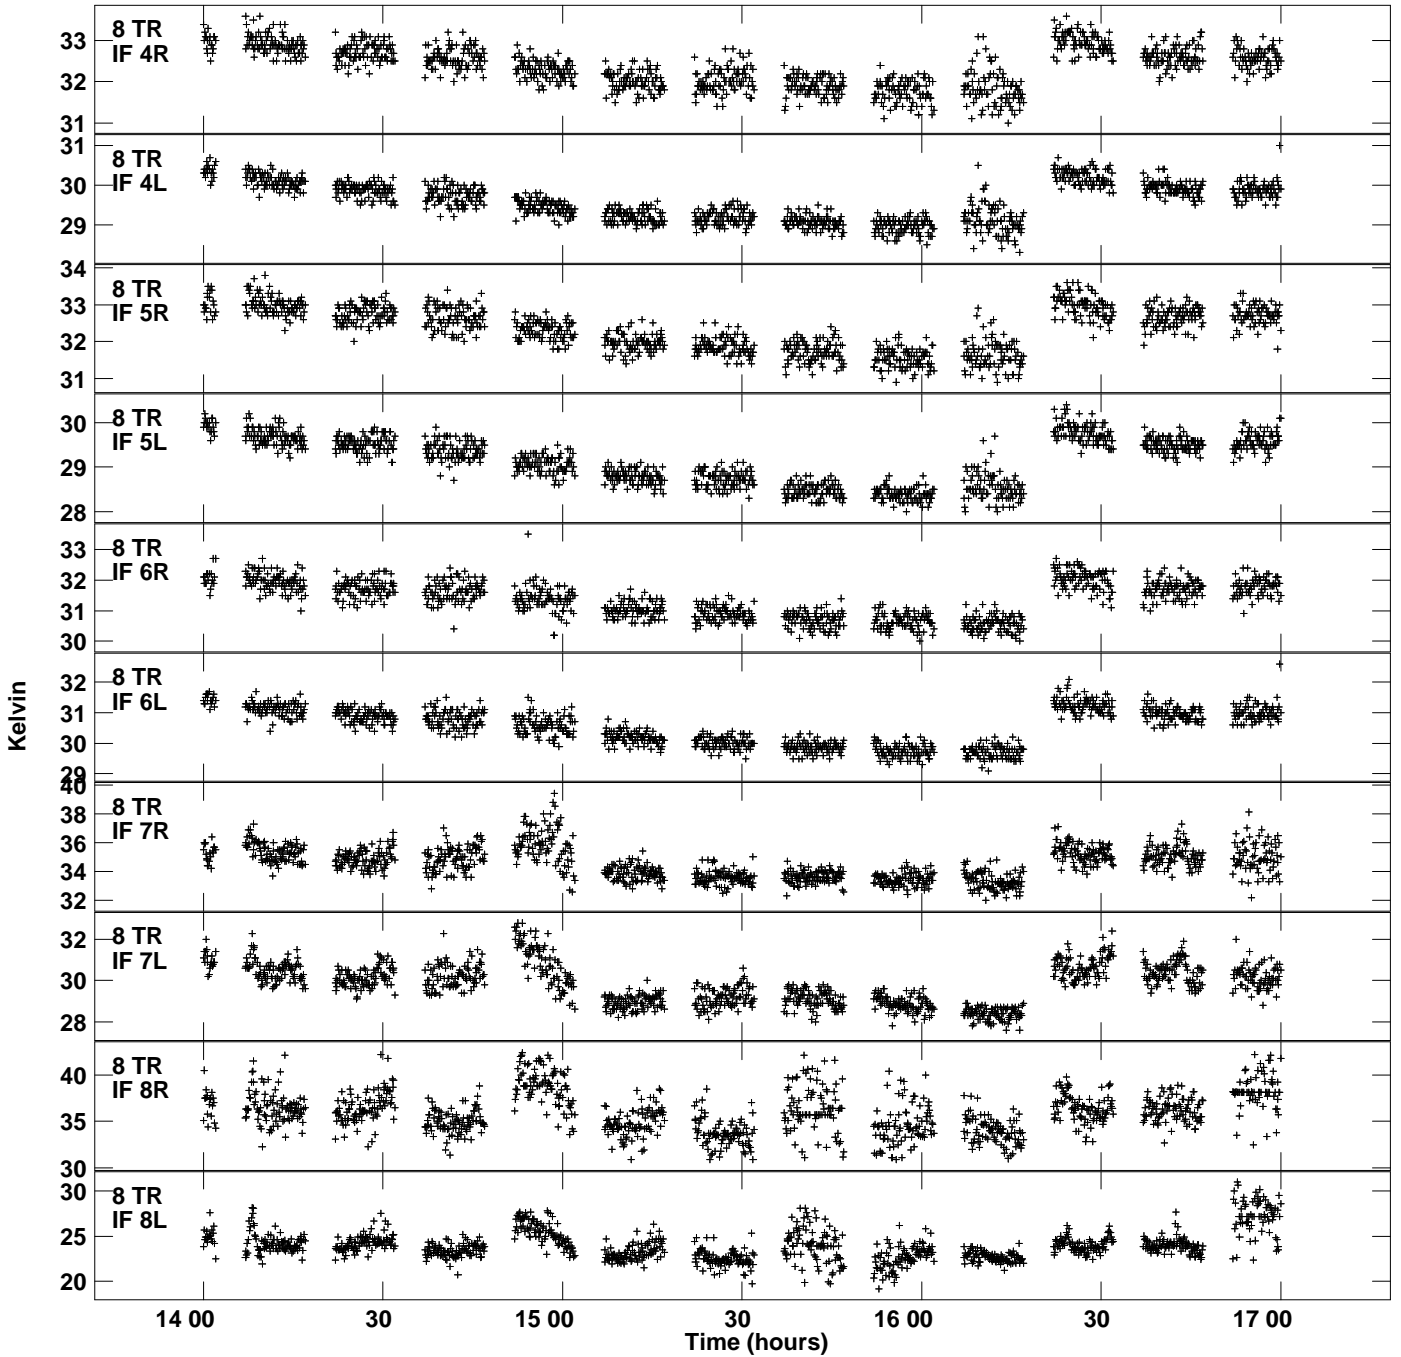 8 TR
IF 4R
33
32
31
8 TR
IF 4L
31
30
29
8 TR
IF 5R
34
33
32
31
8 TR
IF 5L
30
29
28
8 TR
IF 6R
33
32
31
30
8 TR
IF 6L
32
31
30
29
8 TR
IF 7R
40
38
36
34
32
8 TR
IF 7L
32
30
28
8 TR
IF 8R
40
35
30
8 TR
IF 8L
30
25
20
Kelvin
14 00 30 15 00 30 16 00 30 17 00
Time (hours)